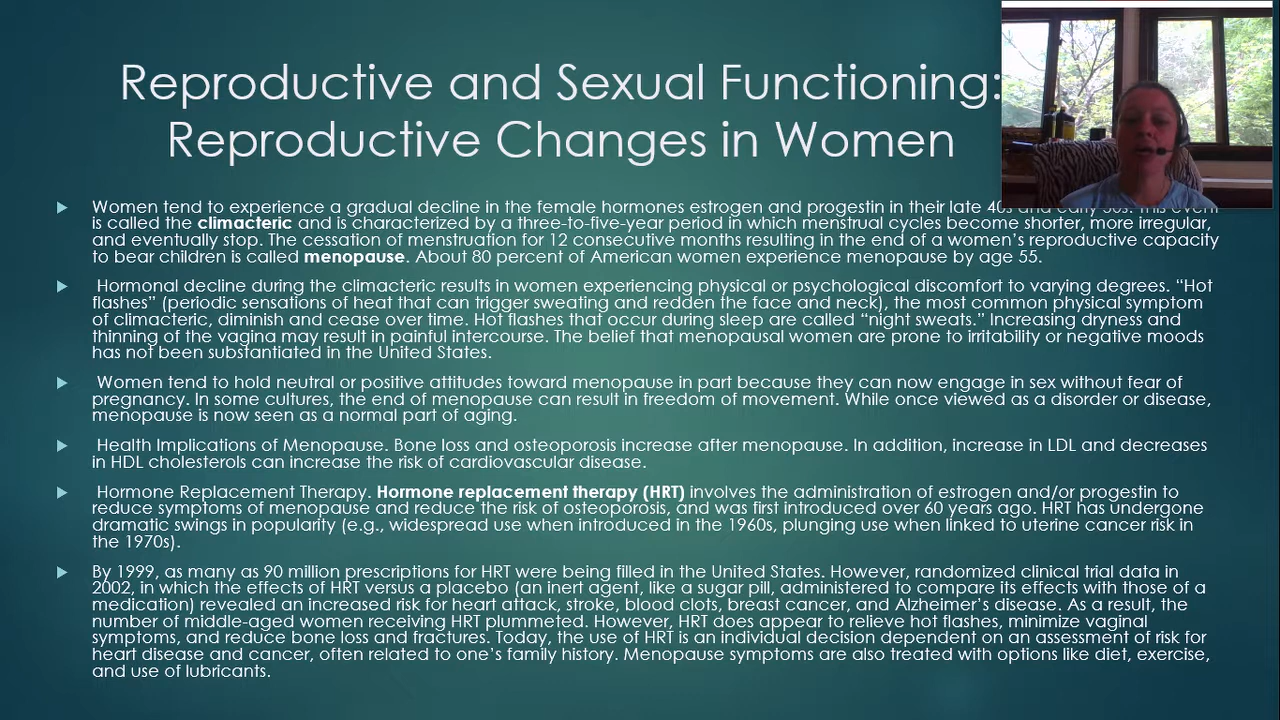 Reproductive and Sexual Functioning:
Reproductive Changes in Women
Women tend to experience a gradual decline in the female hormones estrogen and progestin in their late 40s and early 50s. This event
is called the climacteric and is characterized by a three-to-five-year period in which menstrual cycles become shorter, more irregular,
and eventually stop. The cessation of menstruation for 12 consecutive months resulting in the end of a women's reproductive capacity
to bear children is called menopause. About 80 percent of American women experience menopause by age 55.
Hormonal decline during the climacteric results in women experiencing physical or psychological discomfort to varying degrees. “Hot
flashes” (periodic sensations of heat that can trigger sweating and redden the face and neck), the most common physical symptom
of climacteric, diminish and cease over time. Hot flashes that occur during sleep are called “night sweats.” Increasing dryness and
thinning of the vagina may result in painful intercourse. The belief that menopausal women are prone to irritability or negative moods
has not been substantiated in the United States.
Women tend to hold neutral or positive attitudes toward menopause in part because they can now engage in sex without fear of
pregnancy. In some cultures, the end of menopause can result in freedom of movement. While once viewed as a disorder or disease,
menopause is now seen as a normal part of aging.
Health Implications of Menopause. Bone loss and osteoporosis increase after menopause. In addition, increase in LDL and decreases
in HDL cholesterols can increase the risk of cardiovascular disease.
Hormone Replacement Therapy. Hormone replacement therapy (HRT) involves the administration of estrogen and/or progestin to
reduce symptoms of menopause and reduce the risk of osteoporosis, and was first introduced over 60 years ago. HRT has undergone
dramatic swings in popularity (e.g., widespread use when introduced in the 1960s, plunging use when linked to uterine cancer risk in
the 1970s).
By 1999, as many as 90 million prescriptions for HRT were being filled in the United States. However, randomized clinical trial data in
2002, in which the effects of HRT versus a placebo (an inert agent, like a sugar pill, administered to compare its effects with those of a
medication) revealed an increased risk for heart attack, stroke, blood clots, breast cancer, and Alzheimer's disease. As a result, the
number of middle-aged women receiving HRT plummeted. However, HRT does appear to relieve hot flashes, minimize vaginal
symptoms, and reduce bone loss and fractures. Today, the use of HRT is an individual decision dependent on an assessment of risk for
heart disease and cancer, often related to one's family history. Menopause symptoms are also treated with options like diet, exercise,
and use of lubricants.